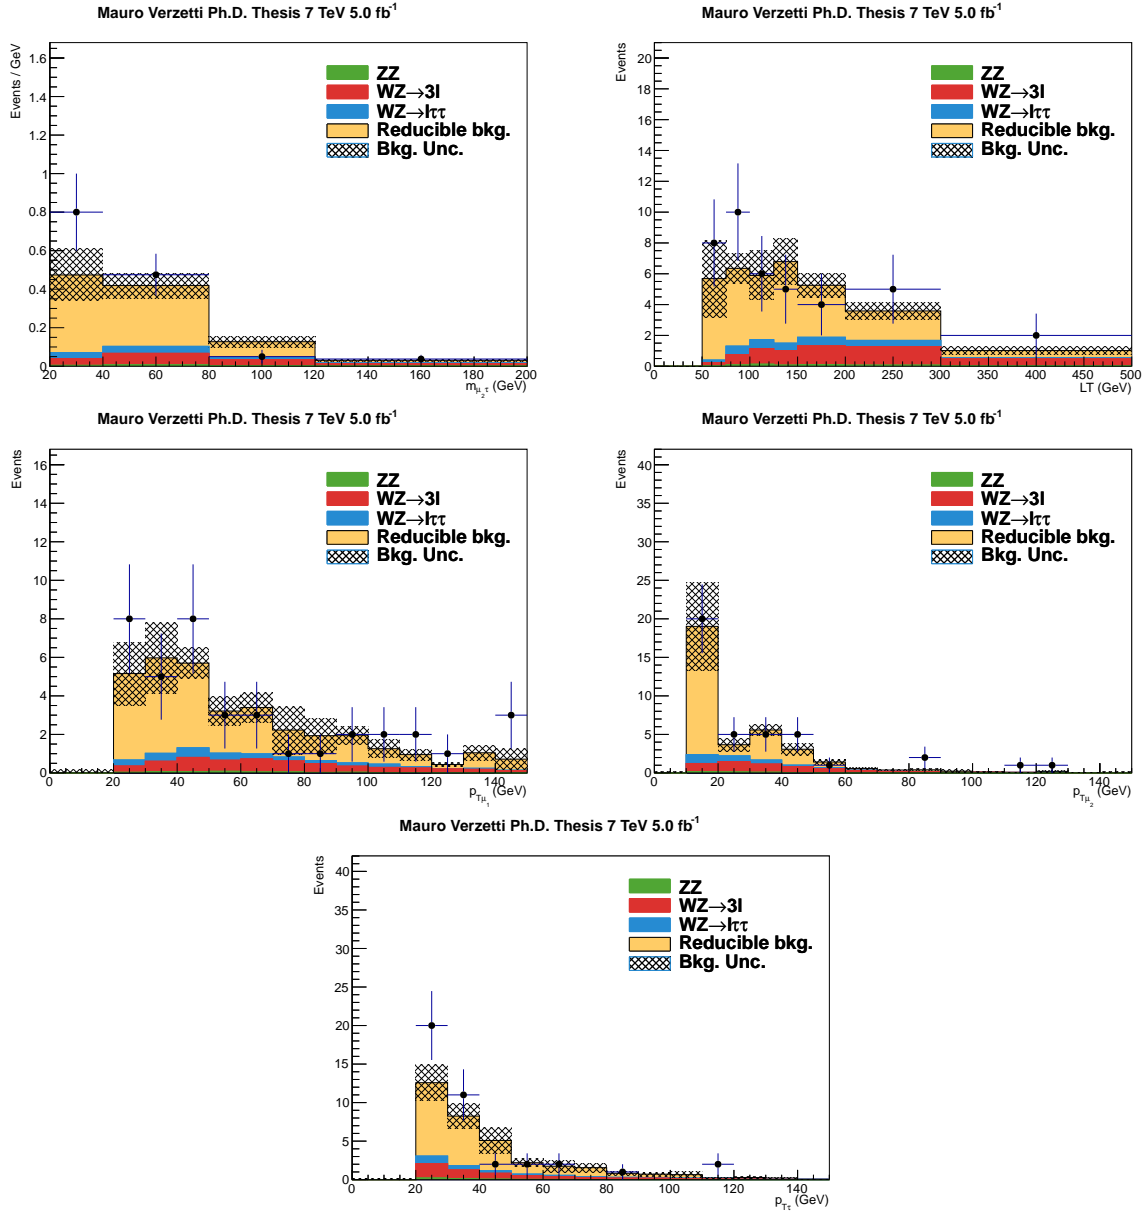 Mauro Verzetti Ph.D. Thesis 7 TeV 5.0 fb-1
Events / GeV
1.6
1.4
1.2
1
0.8
0.6
0.4
0.2
0
20 40 60 80 100 120 140 160 180 200
mμ2 τ (GeV)
ZZ
WZ→3l
WZ→lττ
Reducible bkg.
Bkg. Unc.
Mauro Verzetti Ph.D. Thesis 7 TeV 5.0 fb-1
Events
20
18
16
14
12
10
8
6
4
2
0
0 50 100 150 200 250 300 350 400 450 500
LT (GeV)
ZZ
WZ→3l
WZ→lττ
Reducible bkg.
Bkg. Unc.
Mauro Verzetti Ph.D. Thesis 7 TeV 5.0 fb-1
Events
16
14
12
10
8
6
4
2
0
0 20 40 60 80 100 120 140
pTμ1 (GeV)
ZZ
WZ→3l
WZ→lττ
Reducible bkg.
Bkg. Unc.
Mauro Verzetti Ph.D. Thesis 7 TeV 5.0 fb-1
Events
40
35
30
25
20
15
10
5
0
0 20 40 60 80 100 120 140
pTμ2 (GeV)
ZZ
WZ→3l
WZ→lττ
Reducible bkg.
Bkg. Unc.
Mauro Verzetti Ph.D. Thesis 7 TeV 5.0 fb-1
Events
40
35
30
25
20
15
10
5
0
0 20 40 60 80 100 120 140
pTτ (GeV)
ZZ
WZ→3l
WZ→lττ
Reducible bkg.
Bkg. Unc.